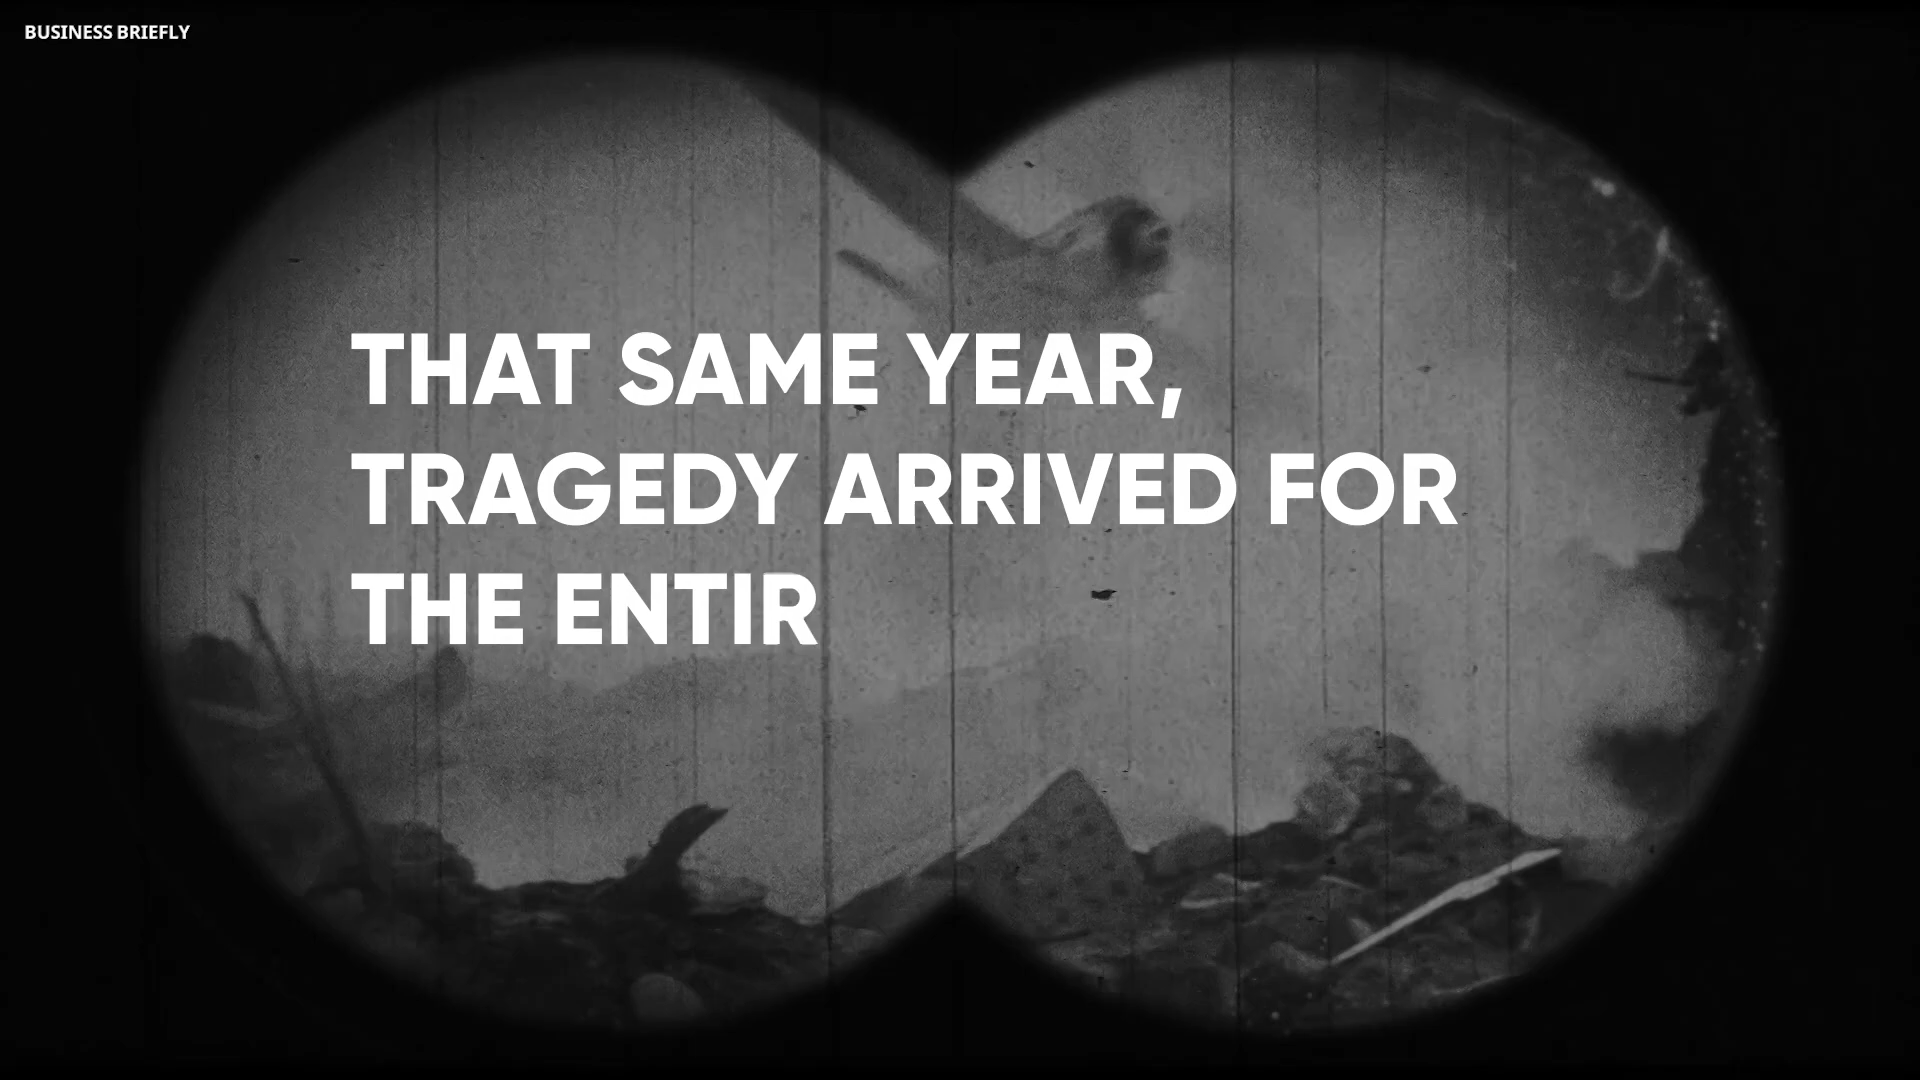 BUSINESS BRIEFLY
THAT SAME YEAR,
TRAGEDY ARRIVED FOR
THE ENTIR